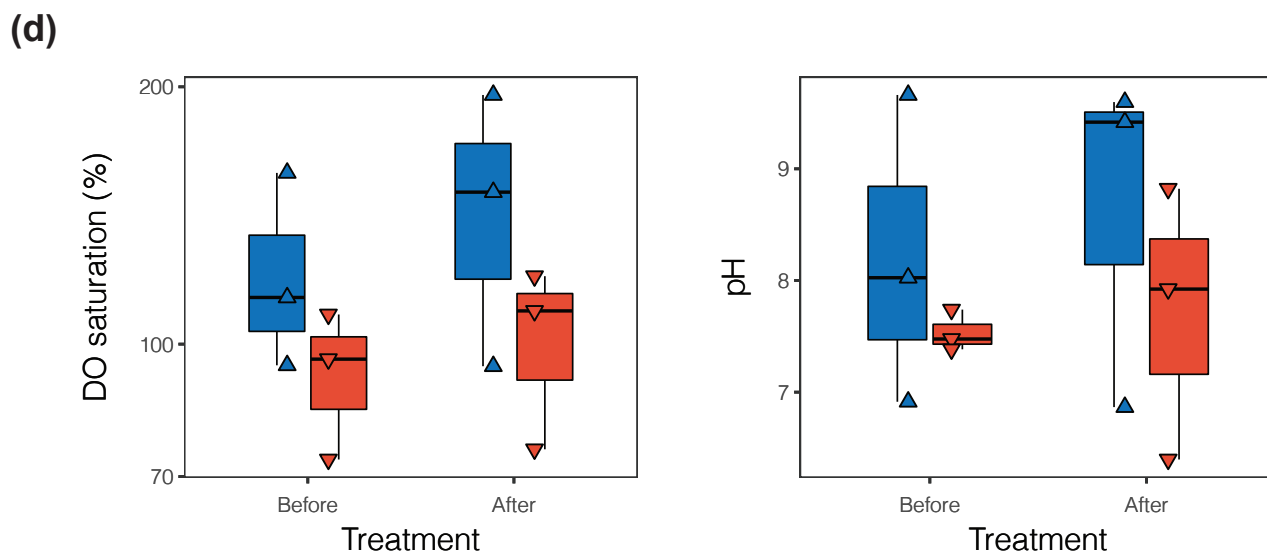 (d)
DO saturation (%)
200
100
70
Before
After
Treatment
pH
9
8
7
Before
After
Treatment